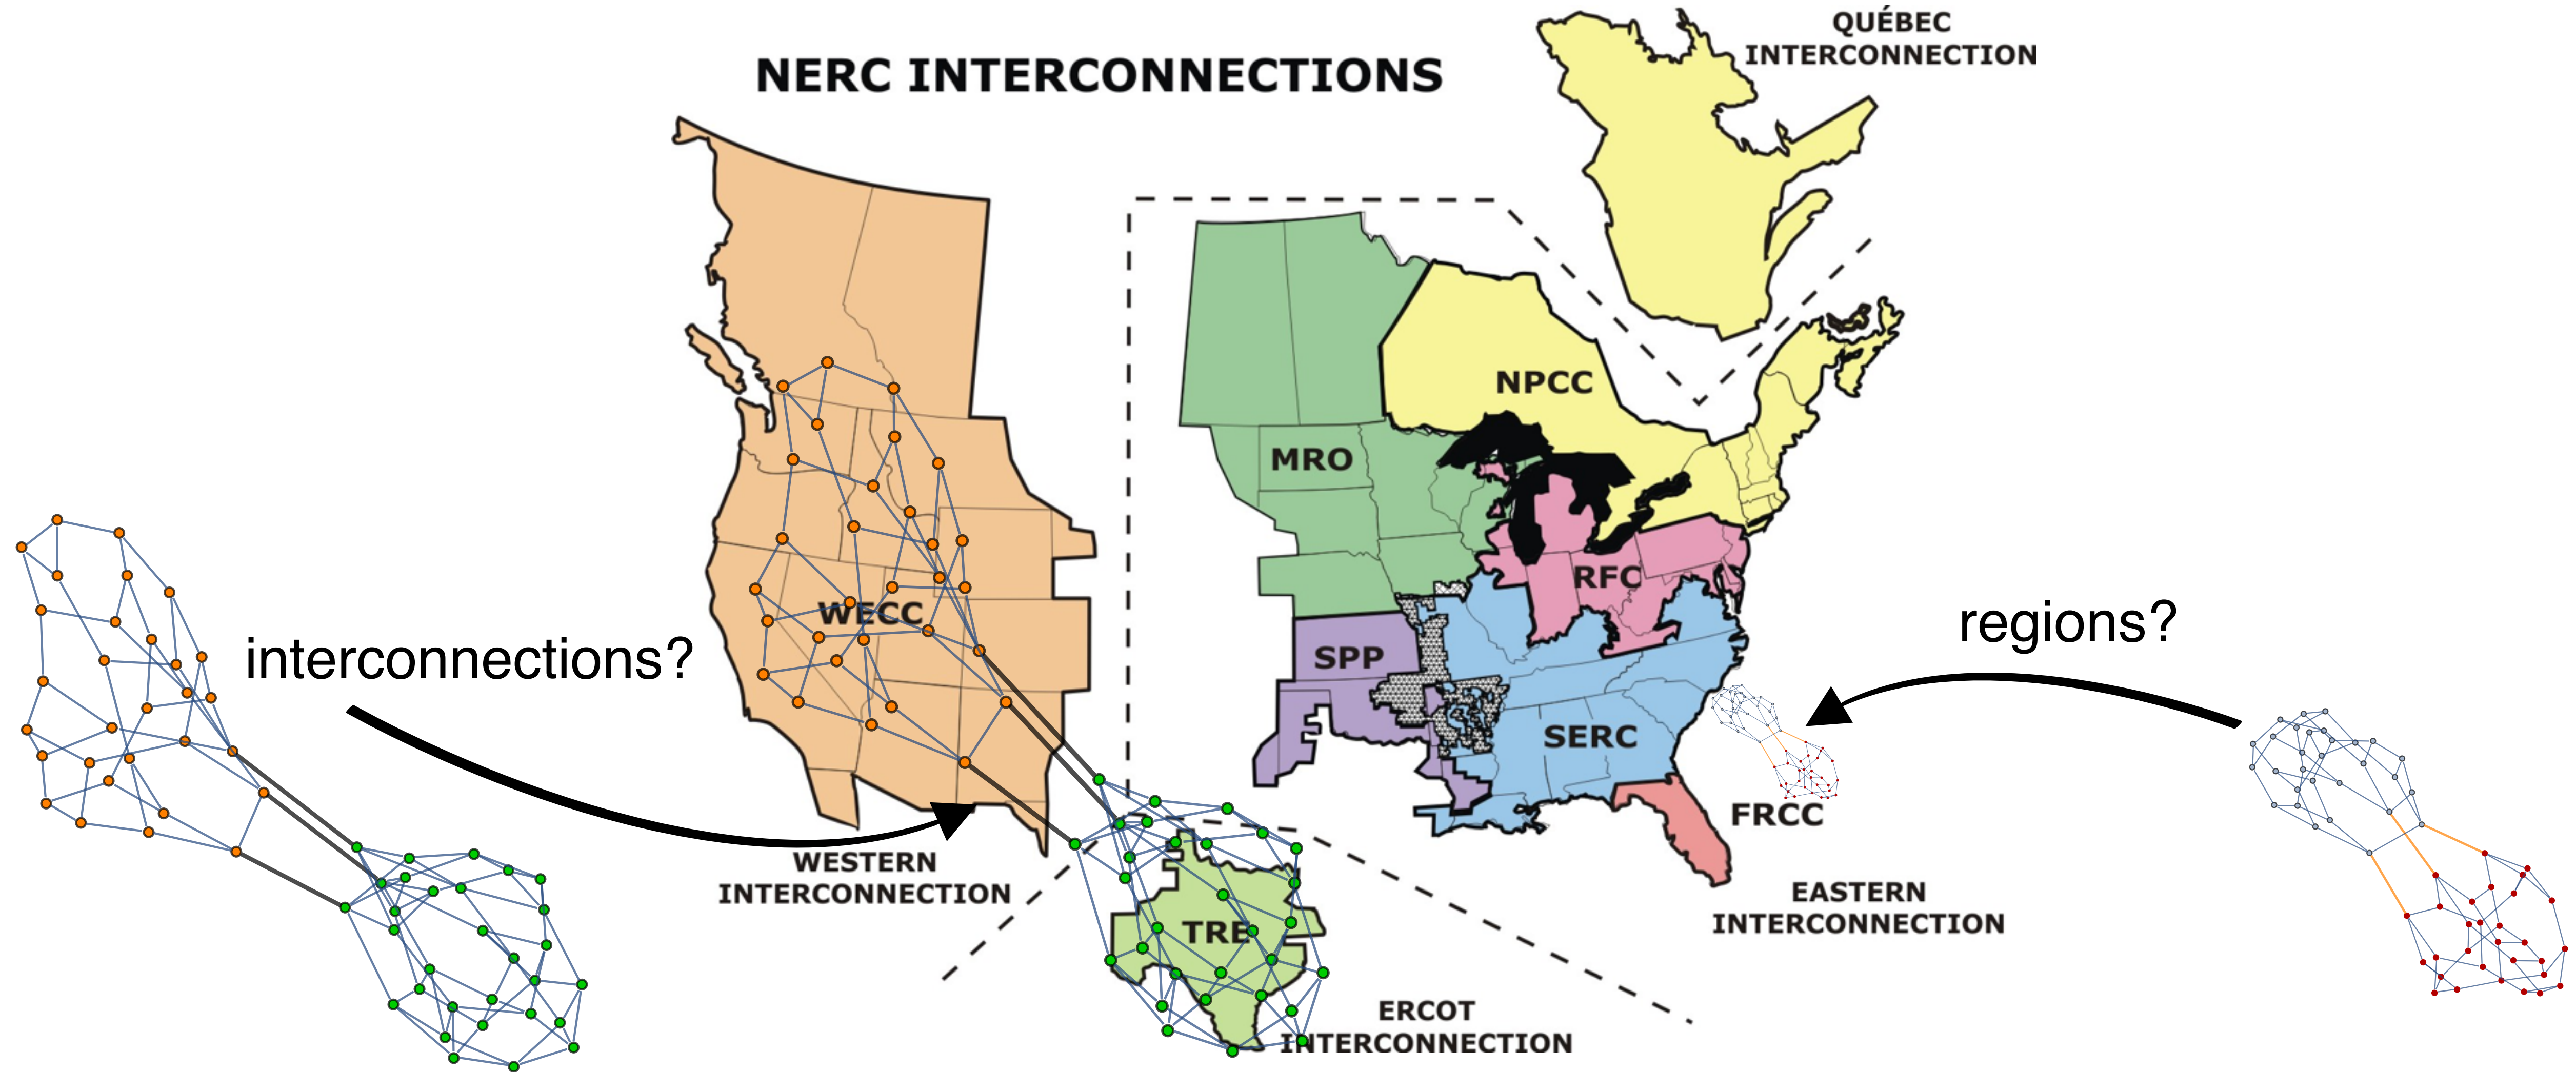 QUÉBEC
INTERCONNECTION
NERC INTERCONNECTIONS
NPCC
MRO
RFC
WECC
interconnections?
regions?
SPP
SERC
FRCC
WESTERN
INTERCONNECTION
EASTERN
INTERCONNECTION
TRE
ERCOT
INTERCONNECTION